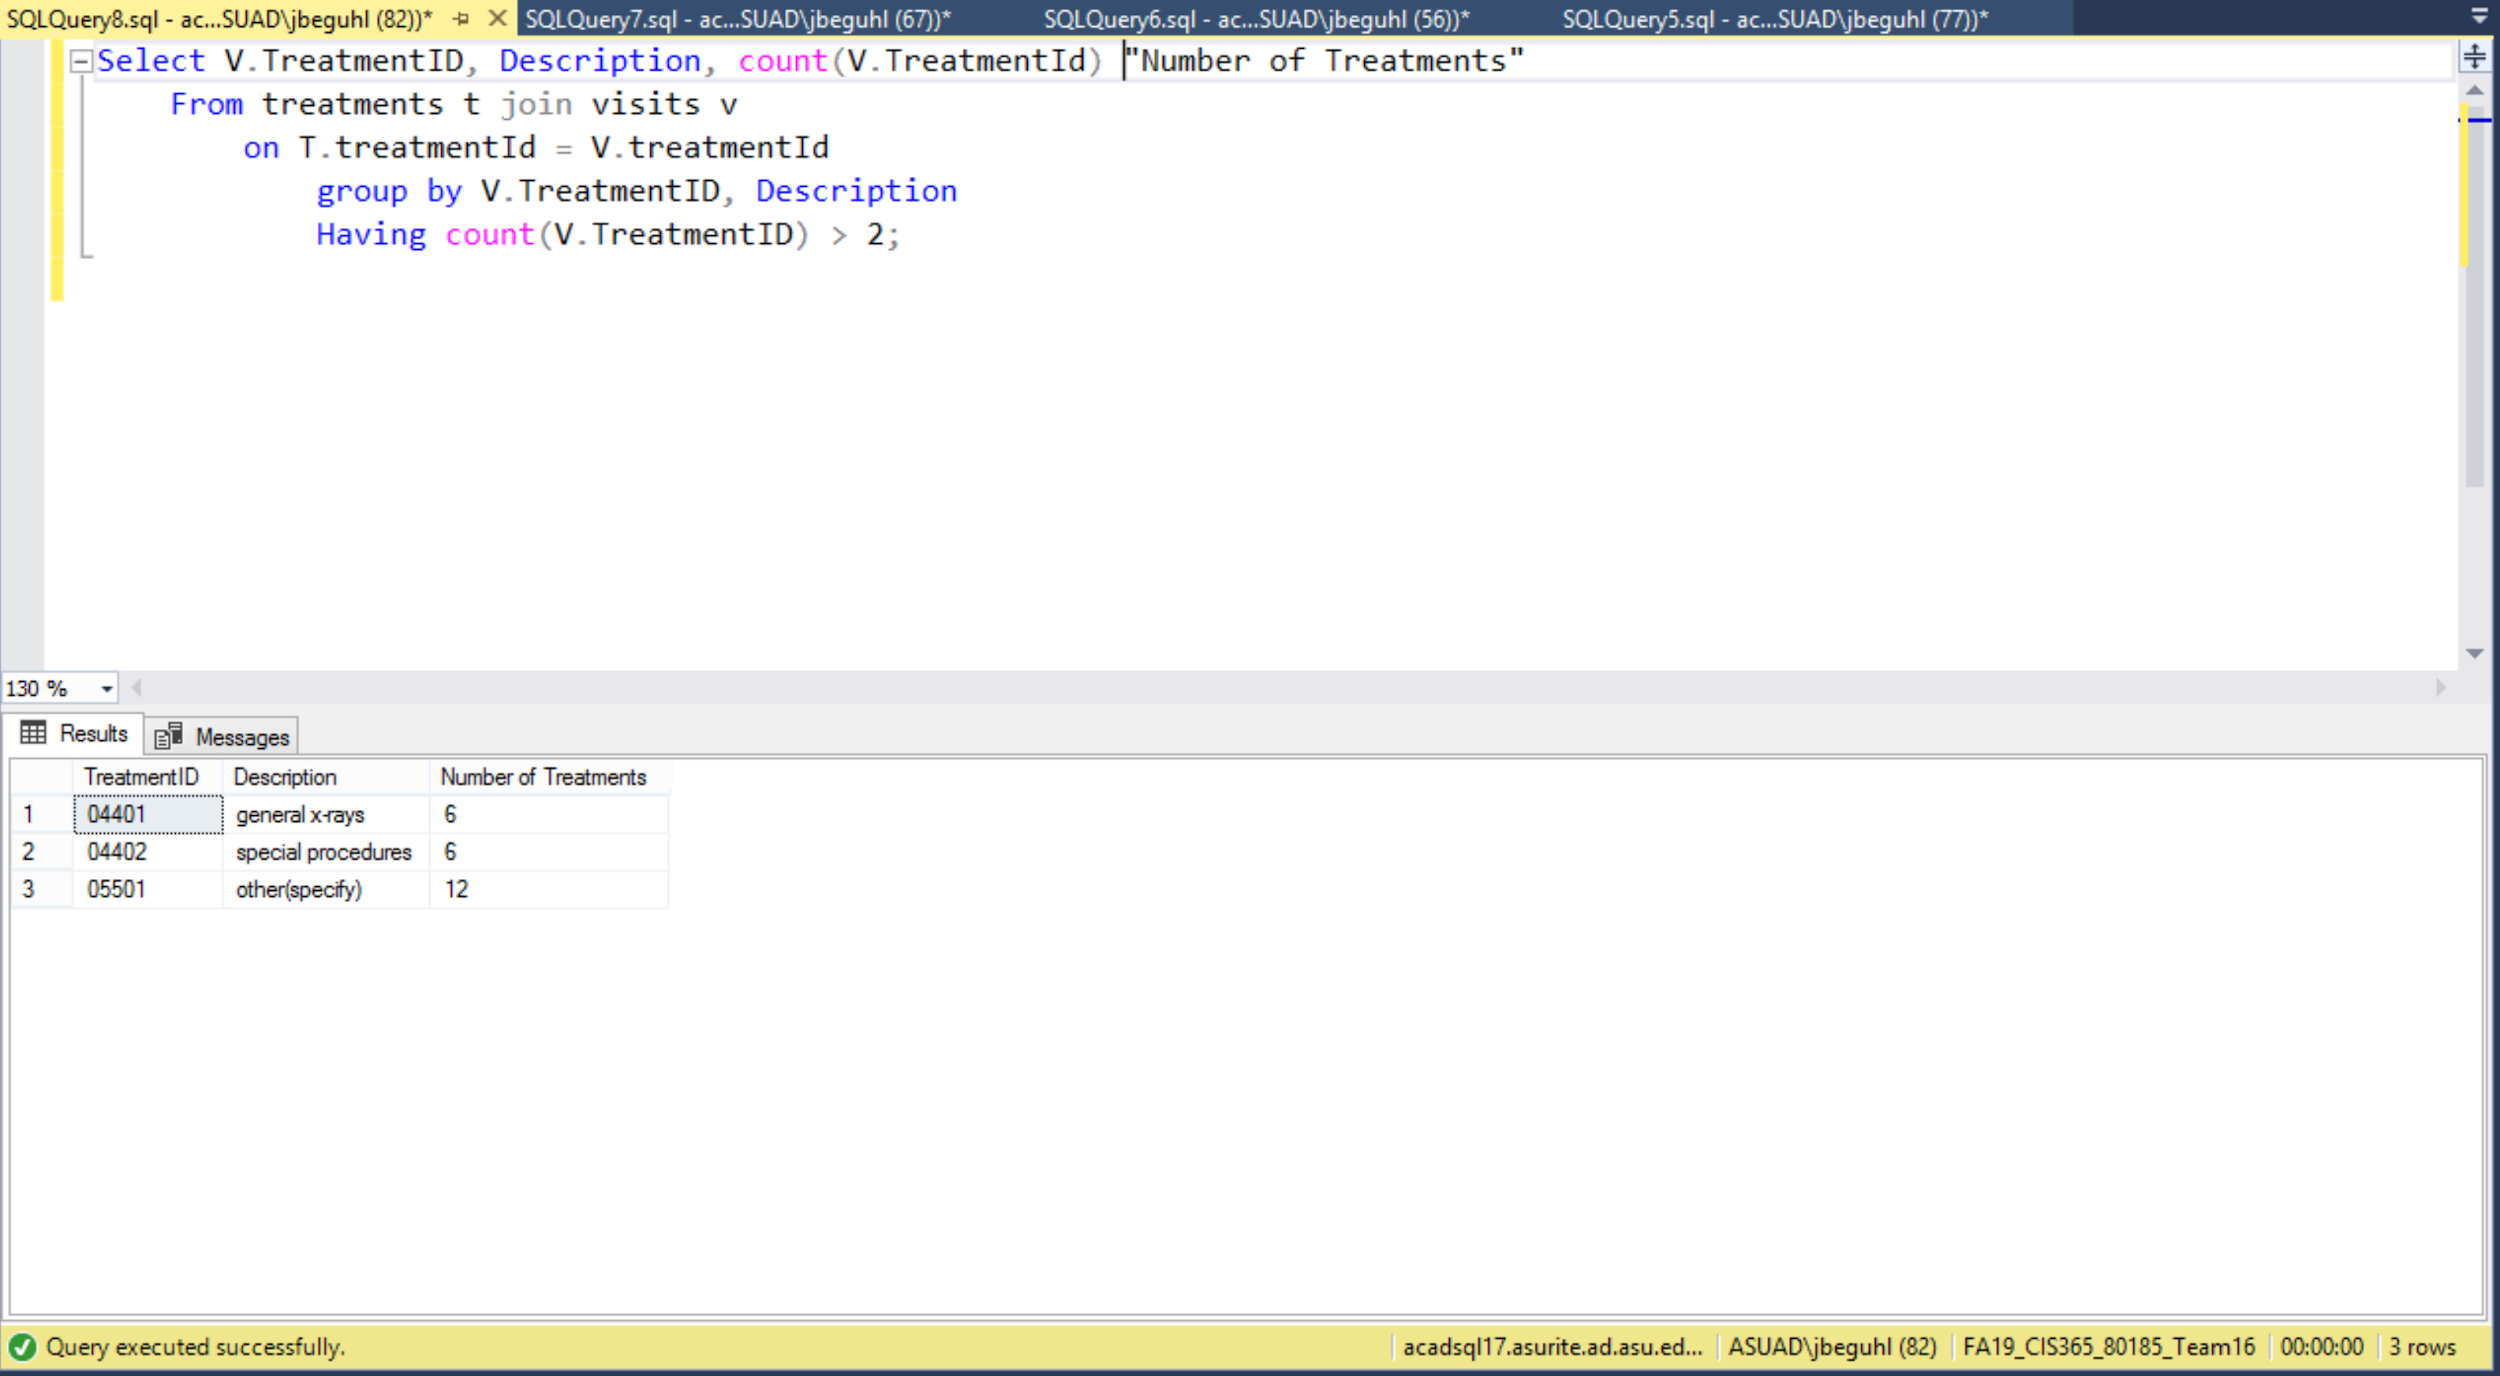 SQLQuery8.sql - ac...SUAD\jbeguhl (82))* SQLQuery7.sql - ac...SUAD\jbeguhl (67))* SQLQuery6.sql - ac...SUAD\jbeguhl (56))* SQLQuery5.sql - ac...SUAD\jbeguhl (77))*
Select V.TreatmentID, Description, count(V.TreatmentId) "Number of Treatments"
From treatments t join visits v
on T.treatmentId = V.treatmentId
group by V.TreatmentID, Description
Having count(V.TreatmentID) > 2;
130 %
Results Messages
TreatmentID Description Number of Treatments
1 04401 general x-rays 6
2 04402 special procedures 6
3 05501 other(specify) 12
Query executed successfully. acadsql17.asurite.ad.asu.ed... ASUAD\jbeguhl (82) FA19_CIS365_80185_Team16 00:00:00 3 rows